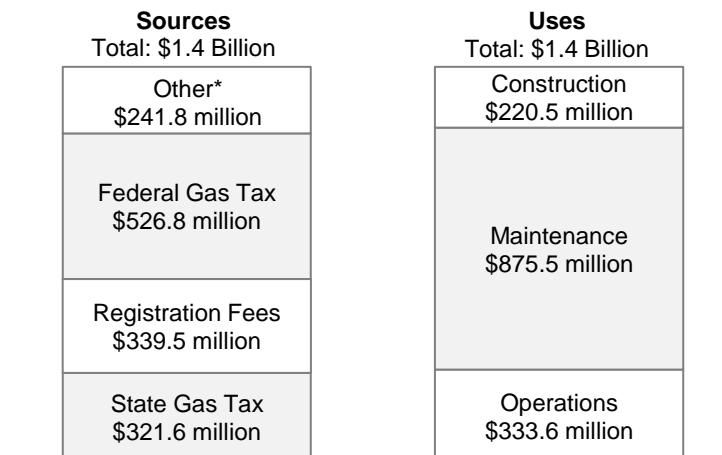 Sources
Total: $1.4 Billion
Other*
$241.8 million
Federal Gas Tax
$526.8 million
Registration Fees
$339.5 million
State Gas Tax
$321.6 million
Uses
Total: $1.4 Billion
Construction
$220.5 million
Maintenance
$875.5 million
Operations
$333.6 million